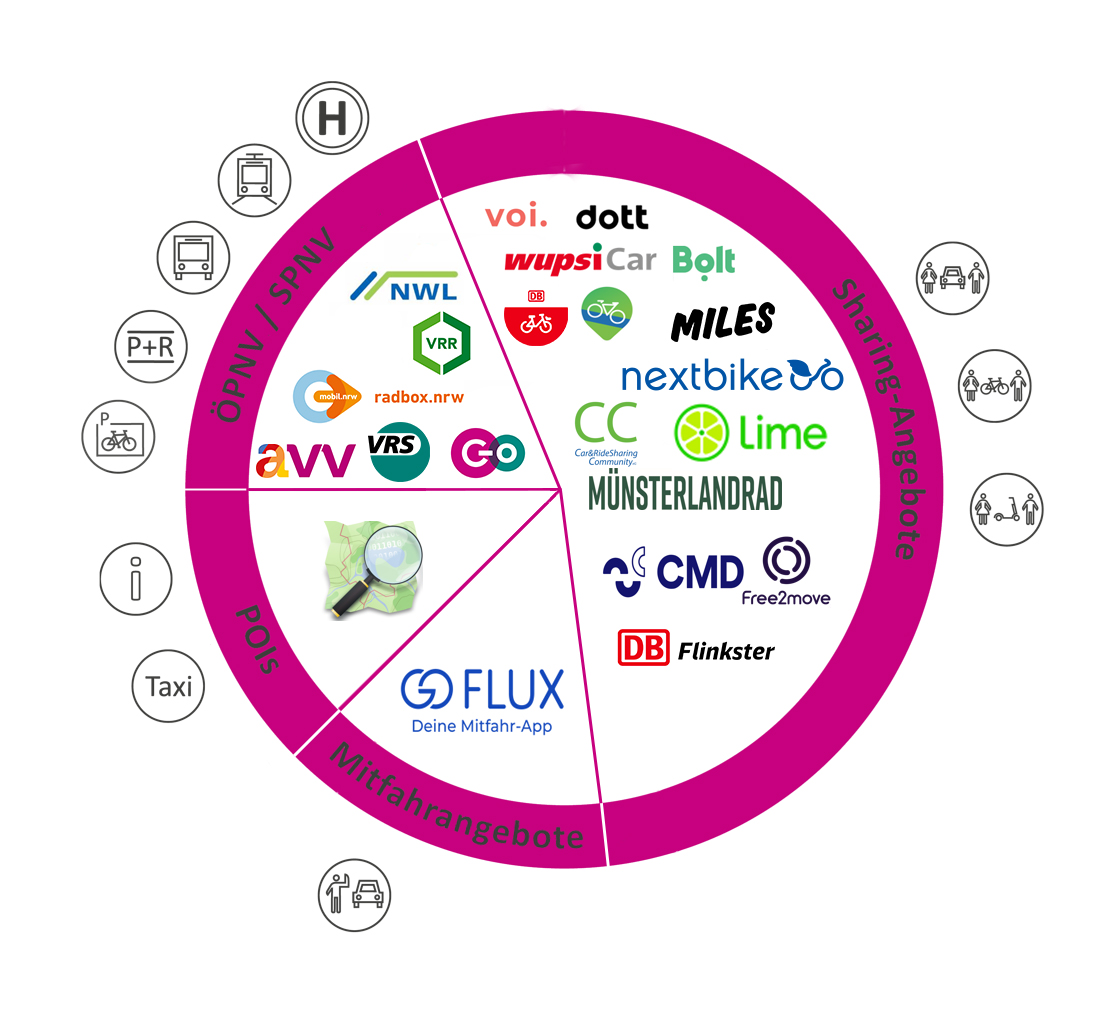 H
P+R
P
i
Taxi
ÖPNV / SPNV
NWL
VRR
mobil.nrw
radbox.nrw
avv
VRS
Go
Sharing-Angebote
voi.
dott
wupsiCar
Bolt
DB
MILES
nextbike
CC
Car&RideSharing
Community
Lime
MÜNSTERLANDRAD
CMD
Free2move
DB Flinkster
POIs
Mitfahrangebote
GO FLUX
Deine Mitfahr-App